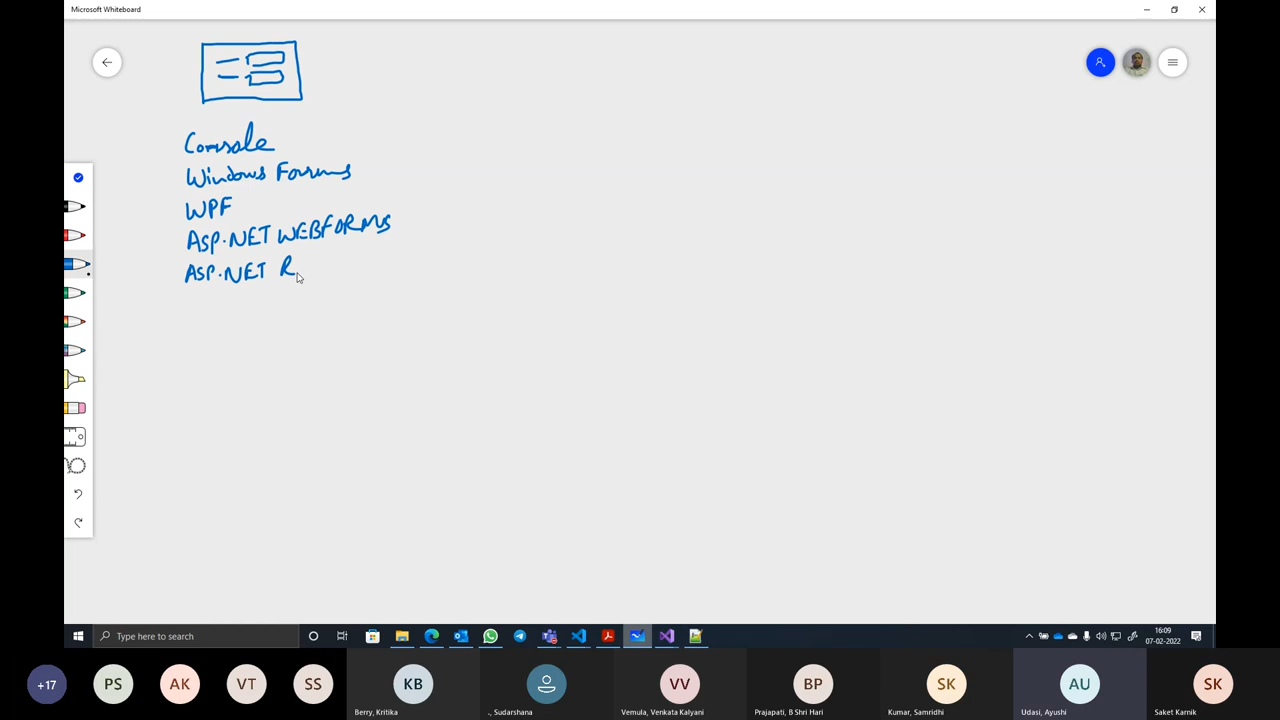 Microsoft Whiteboard
Console
Windows Forms
WPF
ASP.NET WEBFORMS
ASP.NET R
Type here to search
16:09
07-02-2022
+17
PS
AK
VT
SS
KB
VV
BP
SK
AU
SK
Berry, Kritika
., Sudarshana
Vemula, Venkata Kalyani
Prajapati, B Shri Hari
Kumar, Samridhi
Udasi, Ayushi
Saket Karnik